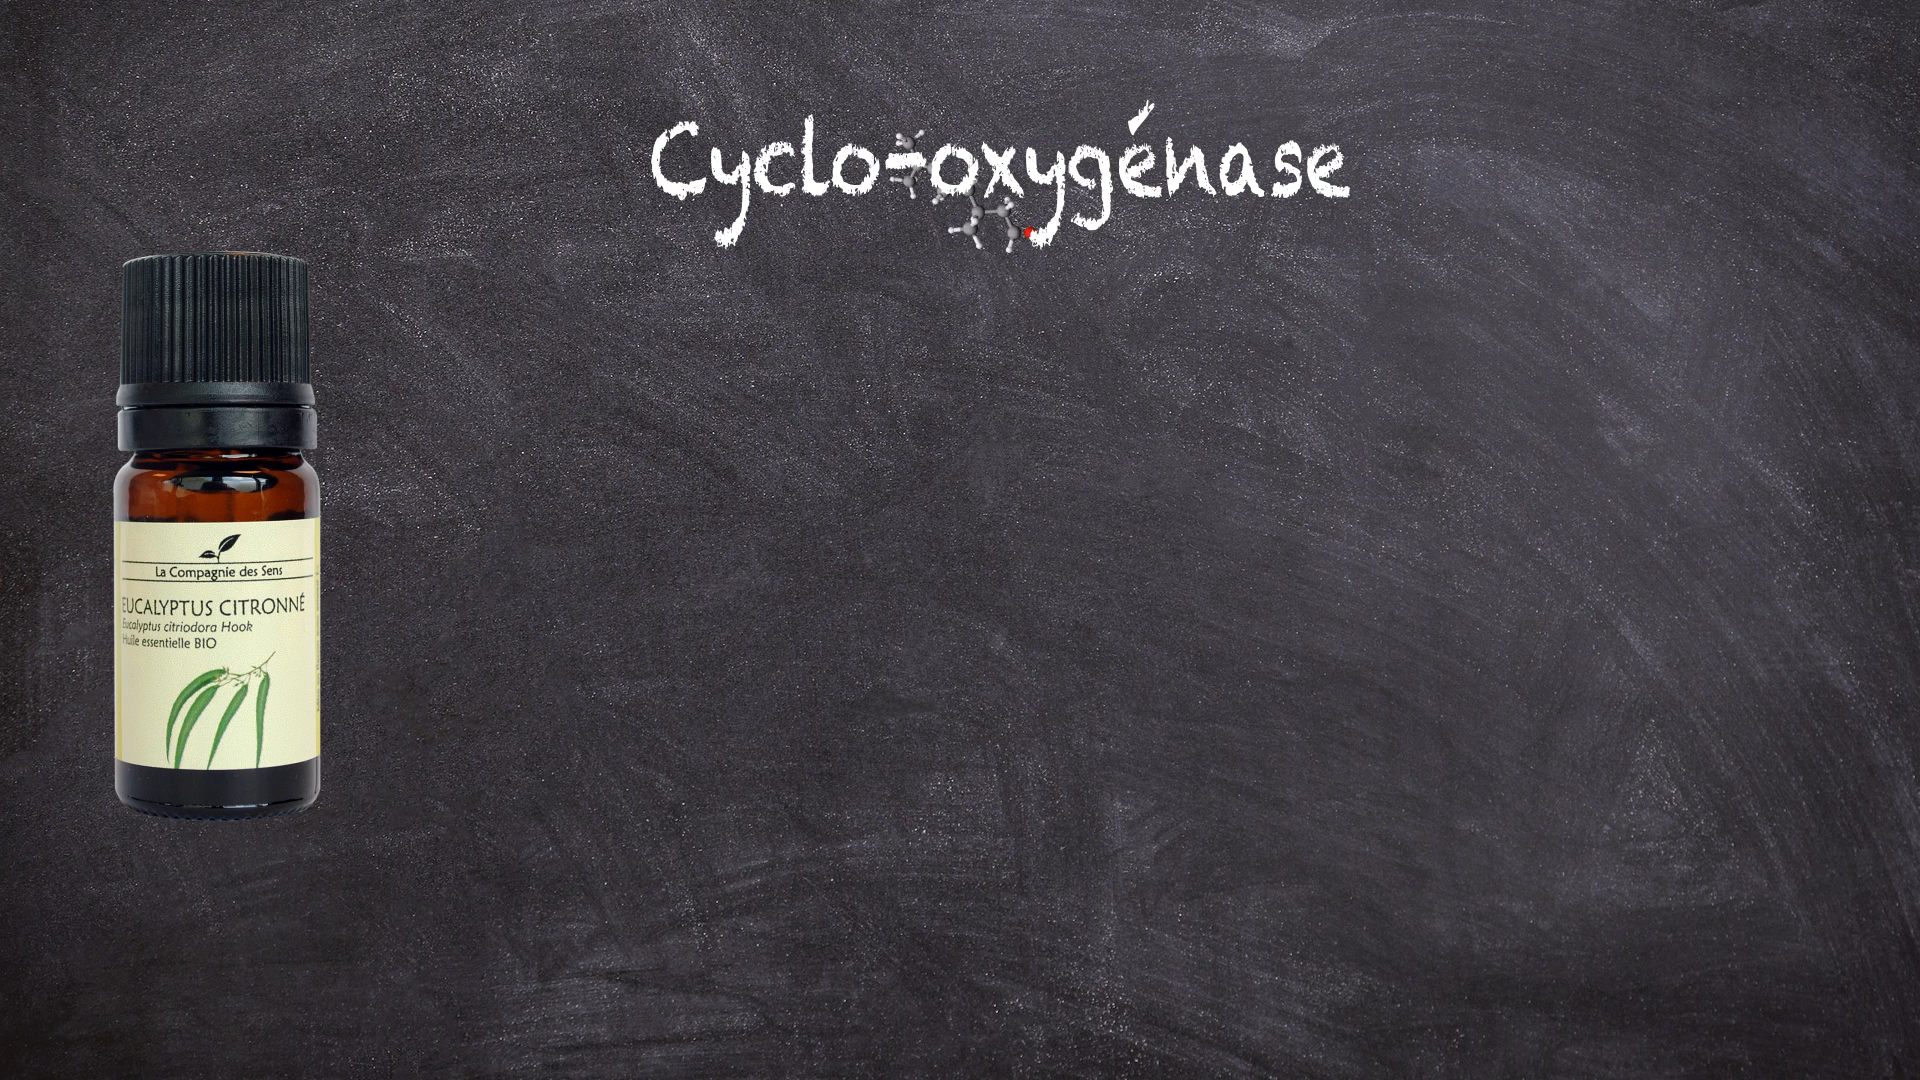 Cyclo-oxygénase
La Compagnie des Sens
EUCALYPTUS CITRONNÉ
Eucalyptus citriodora Hook
Huile essentielle BIO